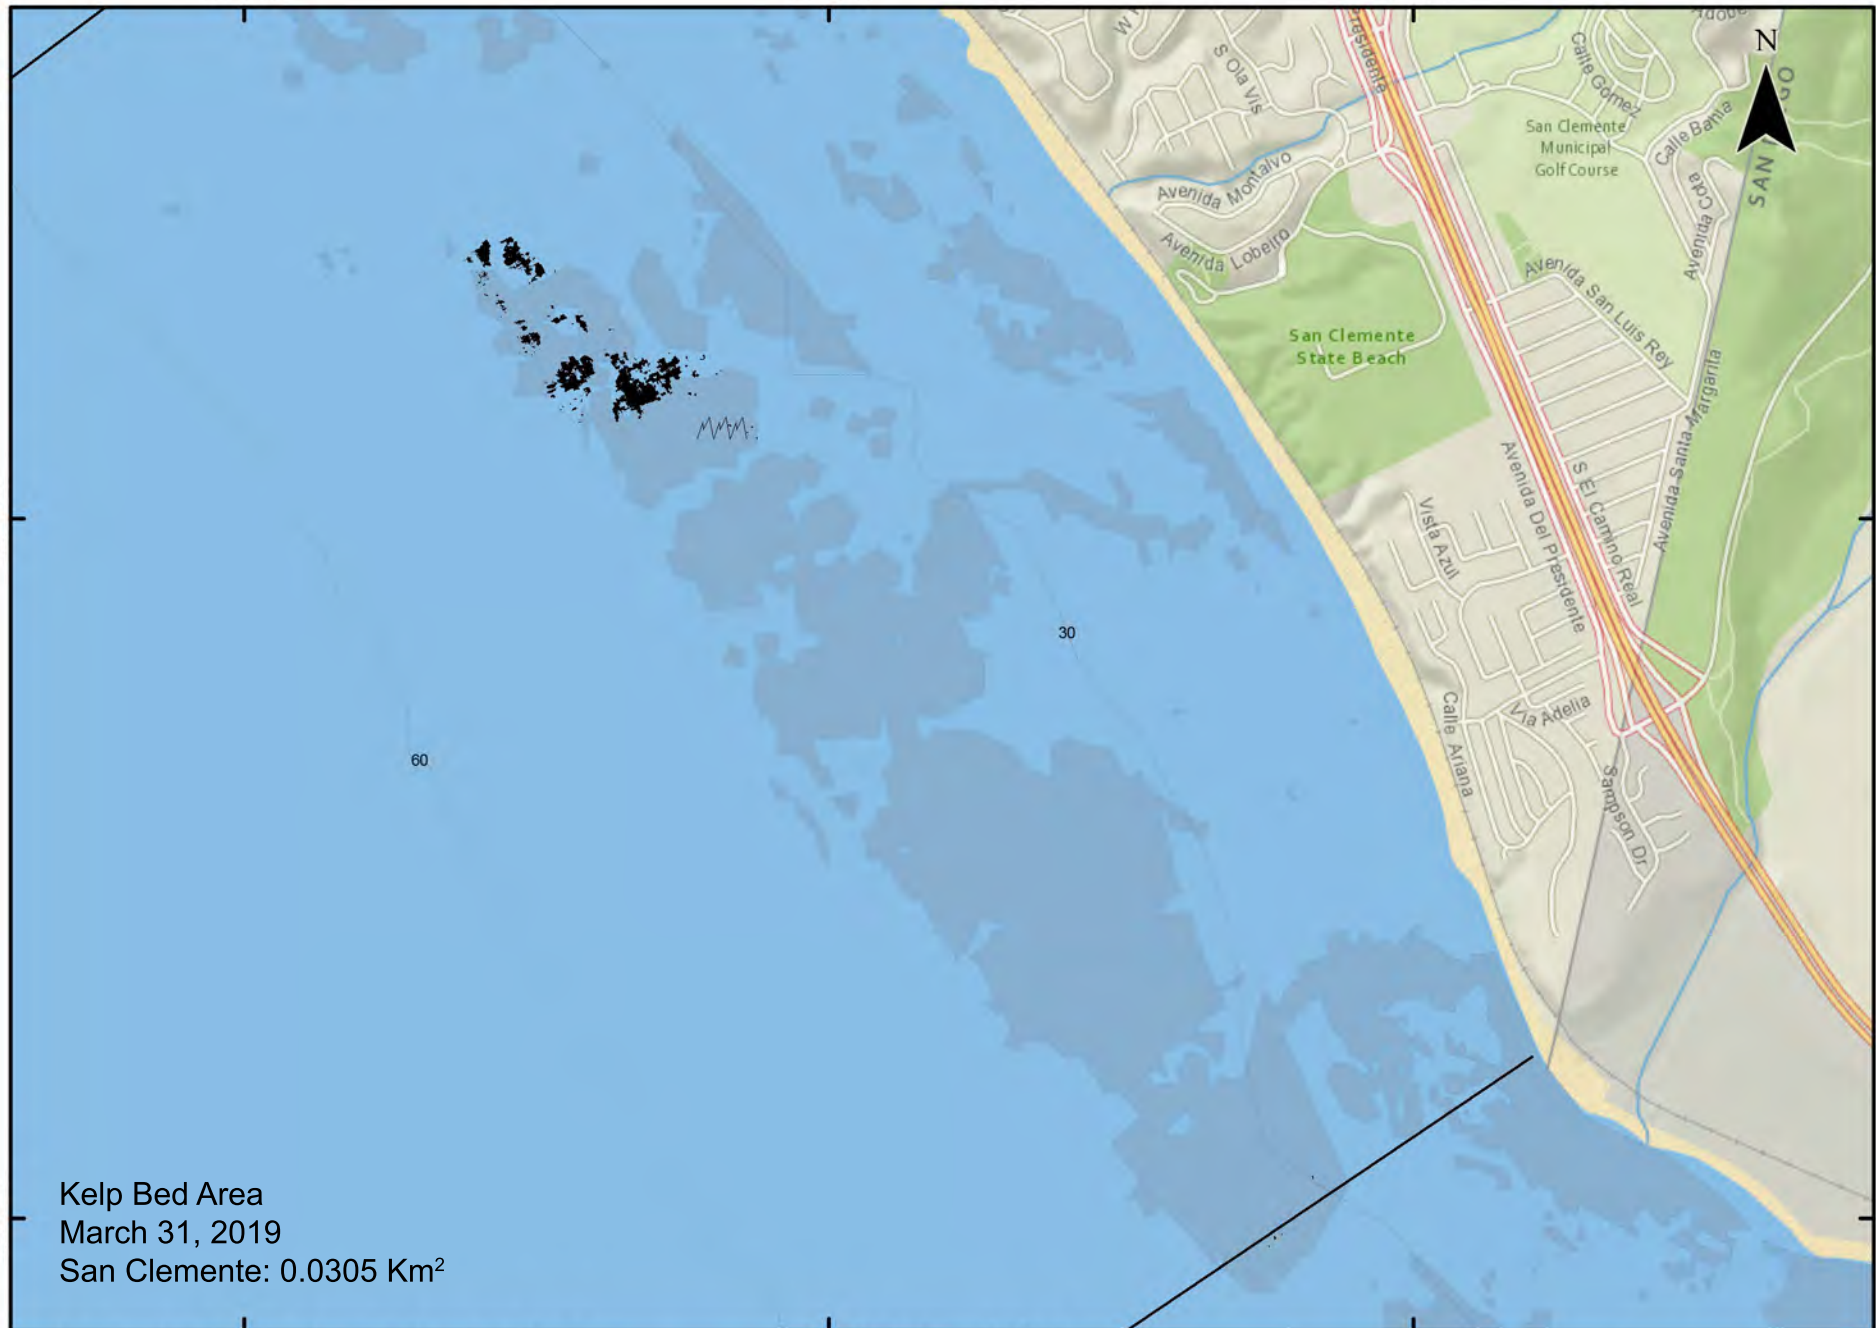 Presidente
S Ola Vis
Calle Gomez
N
San Clemente
Municipal
Golf Course
Calle Bahia
SAN
GO
Avenida Montalvo
Avenida Cota
Avenida Lobeiro
Avenida San Luis Rey
San Clemente
State Beach
Avenida Santa Margarita
Avenida Del Presidente
S El Camino Real
Vista Azul
30
Via Adelia
Calle Ariana
60
Sampson Dr
Kelp Bed Area
March 31, 2019
San Clemente: 0.0305 Km²